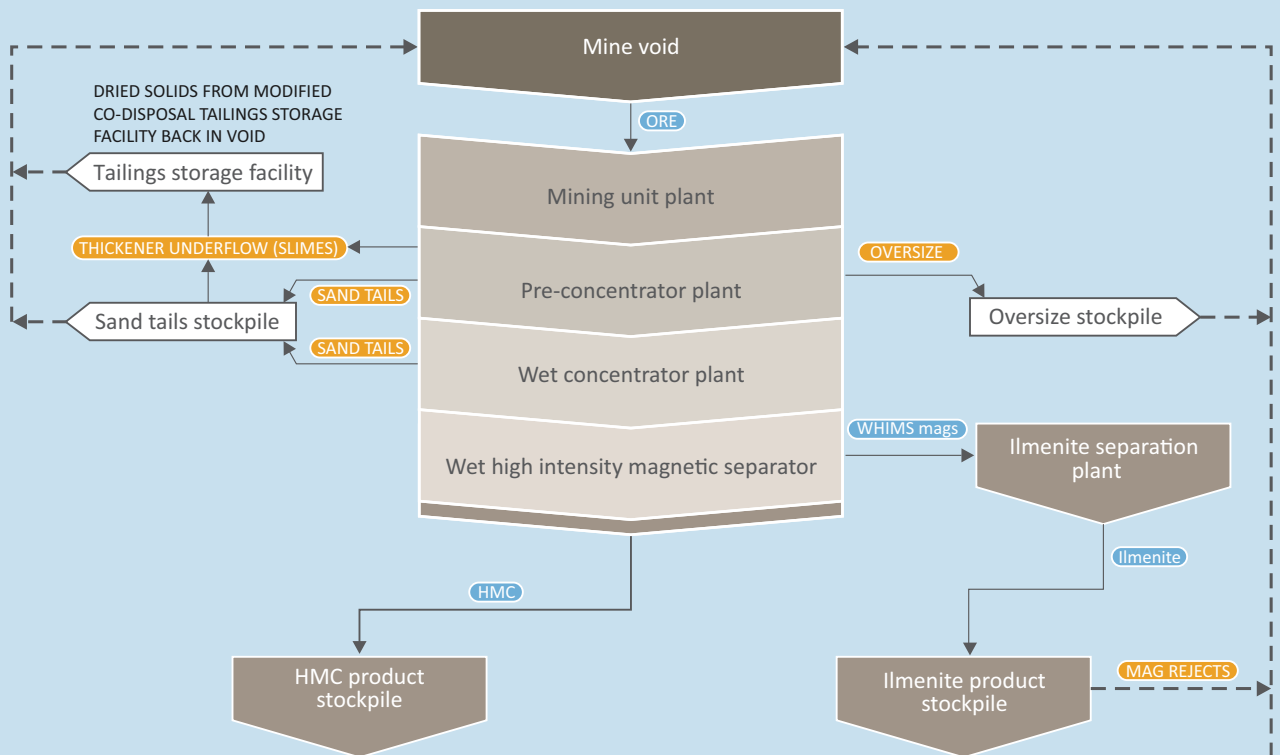 Mine void
DRIED SOLIDS FROM MODIFIED
CO-DISPOSAL TAILINGS STORAGE
FACILITY BACK IN VOID
ORE
Tailings storage facility
Mining unit plant
THICKENER UNDERFLOW (SLIMES)
OVERSIZE
SAND TAILS
Pre-concentrator plant
Sand tails stockpile
Oversize stockpile
SAND TAILS
Wet concentrator plant
WHIMS mags
Wet high intensity magnetic separator
Ilmenite separation
plant
Ilmenite
HMC
HMC product
stockpile
Ilmenite product
stockpile
MAG REJECTS